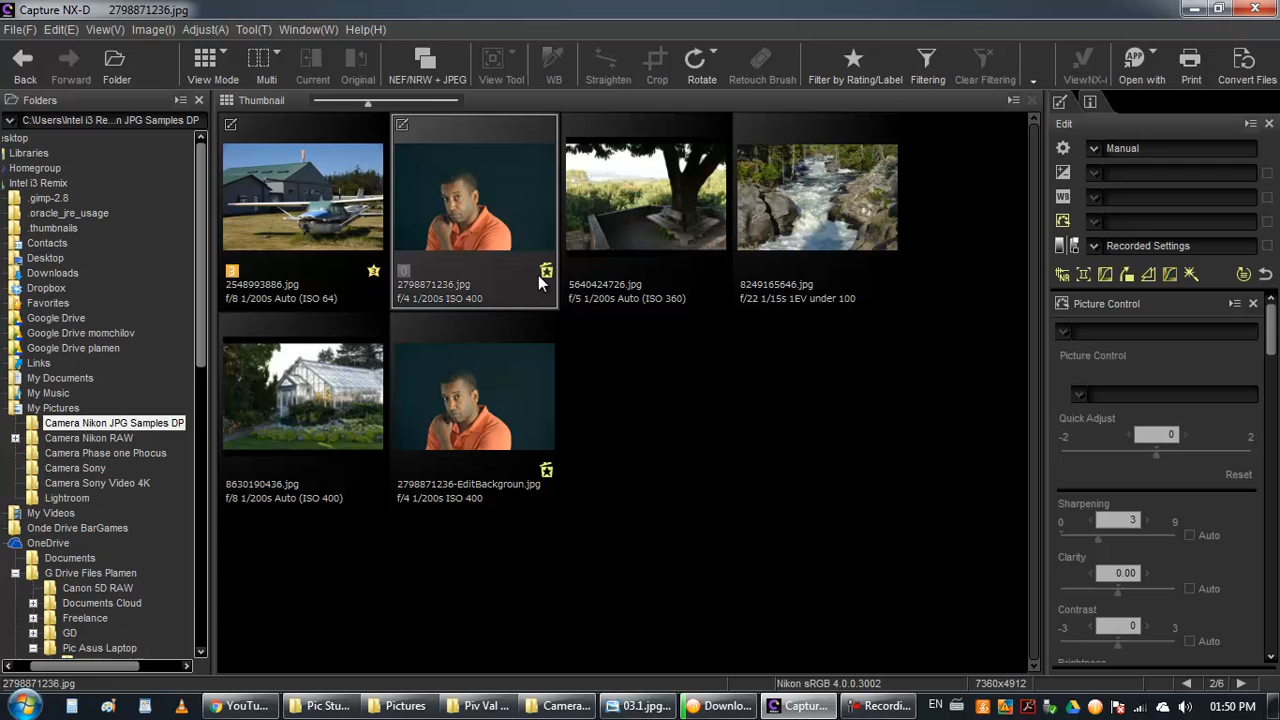 Capture NX-D    2798871236.jpg
File(F) Edit(E) View(V) Image(I) Adjust(A) Tool(T) Window(W) Help(H)
Back Forward Folder View Mode Multi Current Original NEF/NRW + JPEG View Tool WB Straighten Crop Rotate Retouch Brush Filter by Rating/Label Filtering Clear Filtering ViewNX-i APP Open with Print Convert Files
Folders
C:\Users\Intel i3 Re...n JPG Samples DP
esktop
Libraries
Homegroup
Intel i3 Remix
.gimp-2.8
.oracle_jre_usage
.thumbnails
Contacts
Desktop
Downloads
Dropbox
Favorites
Google Drive
Google Drive momchilov
Google Drive plamen
Links
My Documents
My Music
My Pictures
Camera Nikon JPG Samples DP
Camera Nikon RAW
Camera Phase one Phocus
Camera Sony
Camera Sony Video 4K
Lightroom
My Videos
Onde Drive BarGames
OneDrive
Documents
G Drive Files Plamen
Canon 5D RAW
Documents Cloud
Freelance
GD
Pic Asus Laptop
Thumbnail
3
2548993886.jpg
f/8 1/200s Auto (ISO 64)
0
2798871236.jpg
f/4 1/200s ISO 400
5640424726.jpg
f/5 1/200s Auto (ISO 360)
8249165646.jpg
f/22 1/15s 1EV under 100
8630190436.jpg
f/8 1/200s Auto (ISO 400)
2798871236-EditBackgroun.jpg
f/4 1/200s ISO 400
Edit
Manual
WB
Recorded Settings
Picture Control
Picture Control
Quick Adjust
-2 0 2
Reset
Sharpening
0 3 9 Auto
Clarity
0.00 Auto
Contrast
-3 0 3 Auto
Brightness
2798871236.jpg Nikon sRGB 4.0.0.3002 7360x4912 2/6
YouTu... Pic Stu... Pictures Piv Val ... Camera... 03.1.jpg... Downlo... Captur... Recordi... EN 01:50 PM